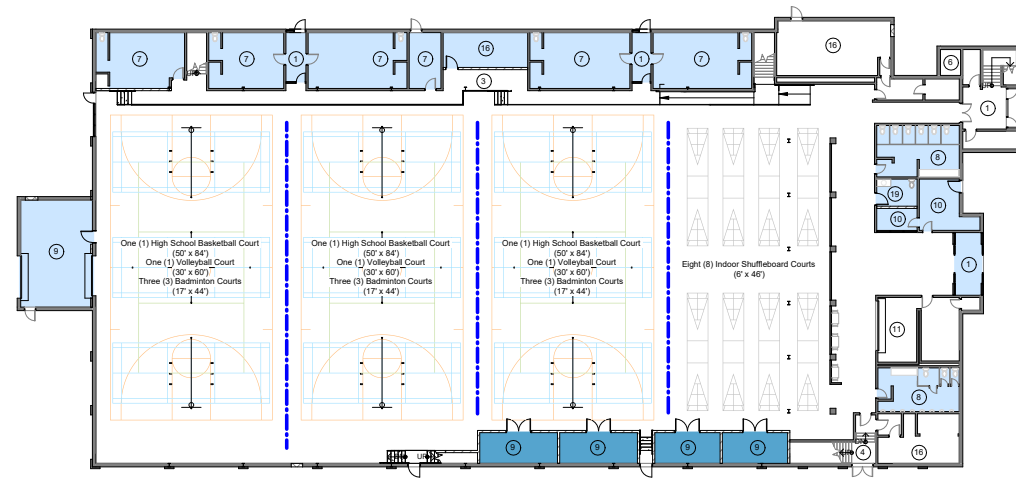 16
7
7
1
7
7
16
7
1
7
3
6
1
8
19
10
10
9
One (1) High School Basketball Court
(50' x 84')
One (1) Volleyball Court
(30' x 60')
Three (3) Badminton Courts
(17' x 44')
One (1) High School Basketball Court
(50' x 84')
One (1) Volleyball Court
(30' x 60')
Three (3) Badminton Courts
(17' x 44')
One (1) High School Basketball Court
(50' x 84')
One (1) Volleyball Court
(30' x 60')
Three (3) Badminton Courts
(17' x 44')
Eight (8) Indoor Shuffleboard Courts
(6' x 46')
1
11
8
9
9
9
9
4
16